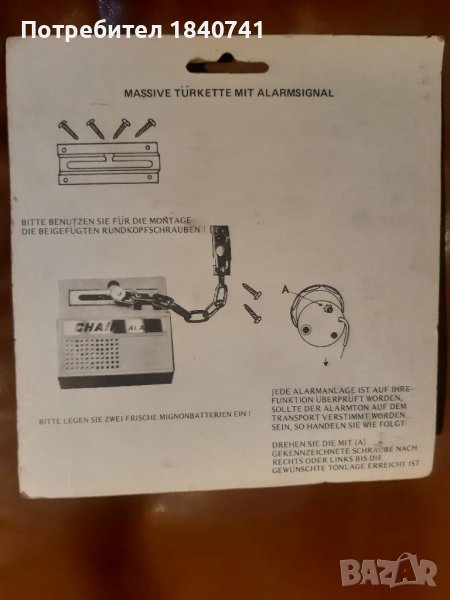 Потребител 1840741
MASSIVE TÜRKETTE MIT ALARMSIGNAL
BITTE BENUTZEN SIE FÜR DIE MONTAGE
DIE BEIGEFÜGTEN RUNDKOPFSCHRAUBEN !
A
CHAI
ALA
BITTE LEGEN SIE ZWEI FRISCHE MIGNONBATTERIEN EIN !
JEDE ALARMANLAGE IST AUF IHRE
FUNKTION ÜBERPRÜFT WORDEN,
SOLLTE DER ALARMTON AUF DEM
TRANSPORT VERSTIMMT WORDEN
SEIN, SO HANDELN SIE WIE FOLGT:
DREHEN SIE DIE MIT (A)
GEKENNZEICHNETE SCHRAUBE NACH
RECHTS ODER LINKS BIS DIE
GEWÜNSCHTE TONLAGE ERREICHT IST
BAZAR